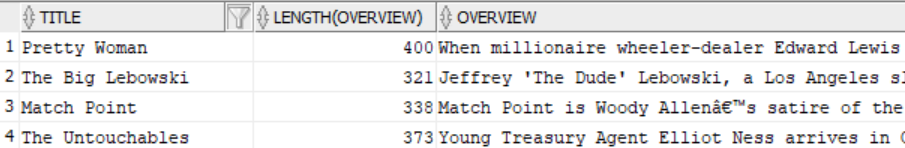 TITLE LENGTH(OVERVIEW) OVERVIEW
1 Pretty Woman 400 When millionaire wheeler-dealer Edward Lewis
2 The Big Lebowski 321 Jeffrey 'The Dude' Lebowski, a Los Angeles
3 Match Point 338 Match Point is Woody Allenâ€™s satire of the
4 The Untouchables 373 Young Treasury Agent Elliot Ness arrives in